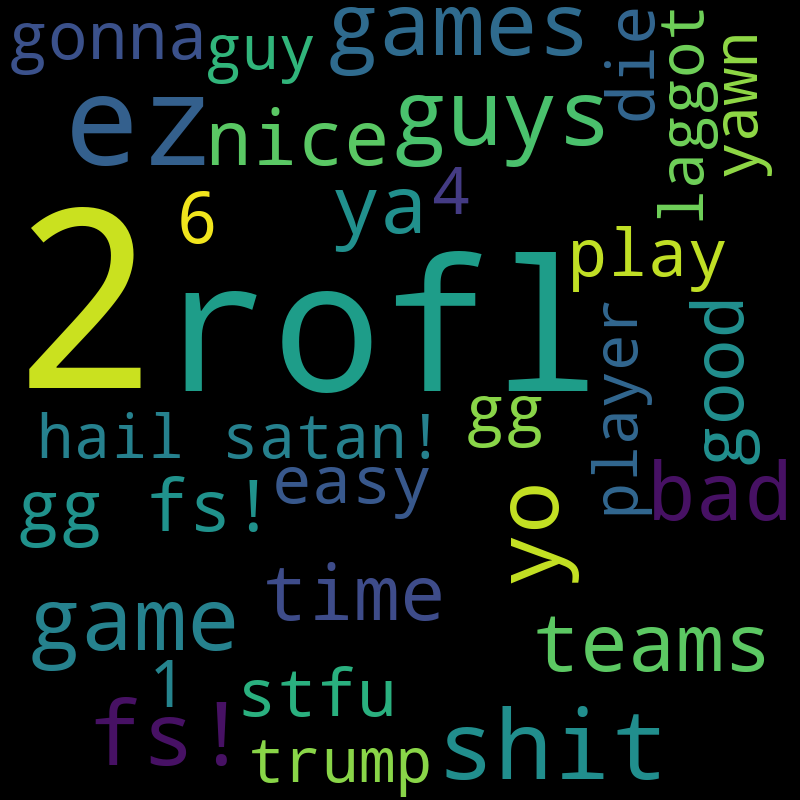 gonna
guy
games
die
laggot
yawn
ez
nice
guys
6
ya
4
play
2
rofl
player
good
hail satan!
gg
gg fs!
easy
yo
bad
game
time
teams
1
stfu
fs!
trump
shit